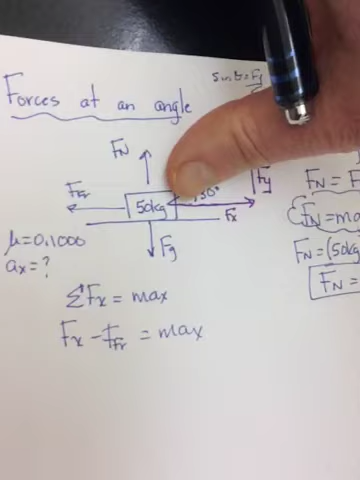 Forces at an angle
sin θ = Fy
FN
FFr
50kg
30°
Fy
Fx
Fg
μ = 0.1000
ax = ?
ΣFx = max
Fx - FFr = max
FN = F
FN = ma
FN = (50kg
FN =